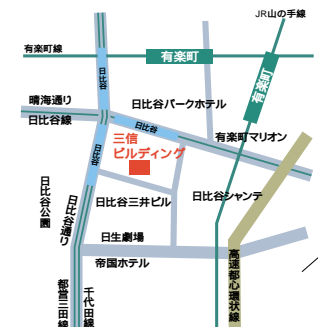 JR山の手線
有楽町線
有楽町
有楽町
日比谷
晴海通り
日比谷線
日比谷パークホテル
日比谷
有楽町マリオン
三信
ビルディング
日比谷
日比谷公園
日比谷通り
日比谷三井ビル
日比谷シャンテ
日生劇場
帝国ホテル
高速都心環状線
都営三田線
千代田線